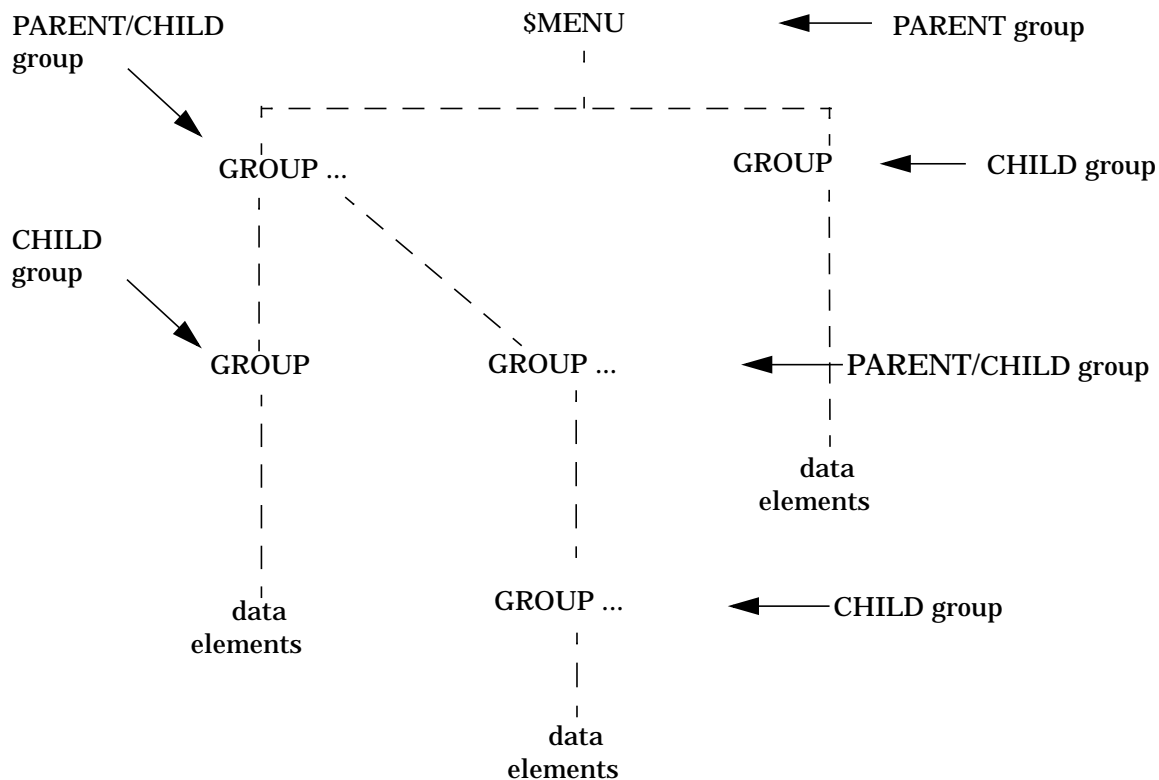 PARENT/CHILD
group
$MENU
PARENT group
GROUP ...
GROUP
CHILD group
CHILD
group
GROUP
GROUP ...
PARENT/CHILD group
data
elements
GROUP ...
CHILD group
data
elements
data
elements